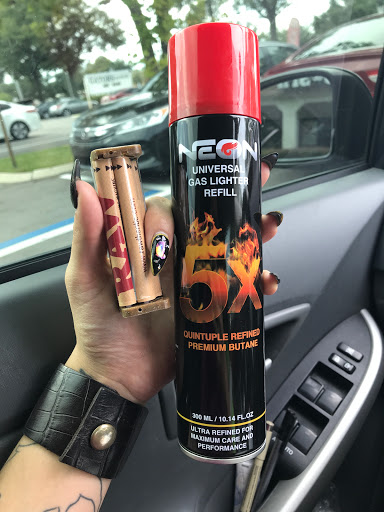 RAW
NEON
UNIVERSAL
GAS LIGHTER
REFILL
5X
QUINTUPLE REFINED
PREMIUM BUTANE
300 ML / 10.14 FL.OZ
ULTRA REFINED FOR
MAXIMUM CARE AND
PERFORMANCE
AUTO